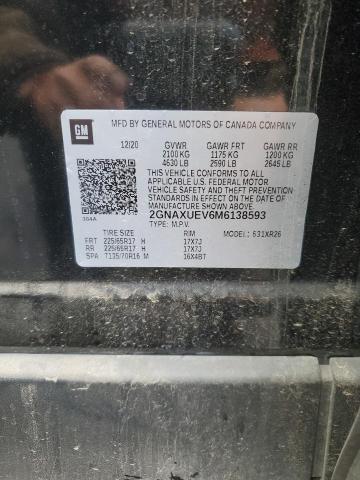 GM
MFD BY GENERAL MOTORS OF CANADA COMPANY
12/20 GVWR GAWR FRT GAWR RR
2100 KG 1175 KG 1200 KG
4630 LB 2590 LB 2645 LB
THIS VEHICLE CONFORMS TO ALL APPLICABLE
U.S. FEDERAL MOTOR
VEHICLE SAFETY AND THEFT PREVENTION
STANDARDS IN EFFECT ON THE DATE OF
MANUFACTURE SHOWN ABOVE.
384A
2GNAXUEV6M6138593
TYPE: M.P.V. MODEL: 631XR26
TIRE SIZE RIM
FRT 225/65R17 H 17X7J
RR 225/65R17 H 17X7J
SPA T135/70R16 M 16X4BT